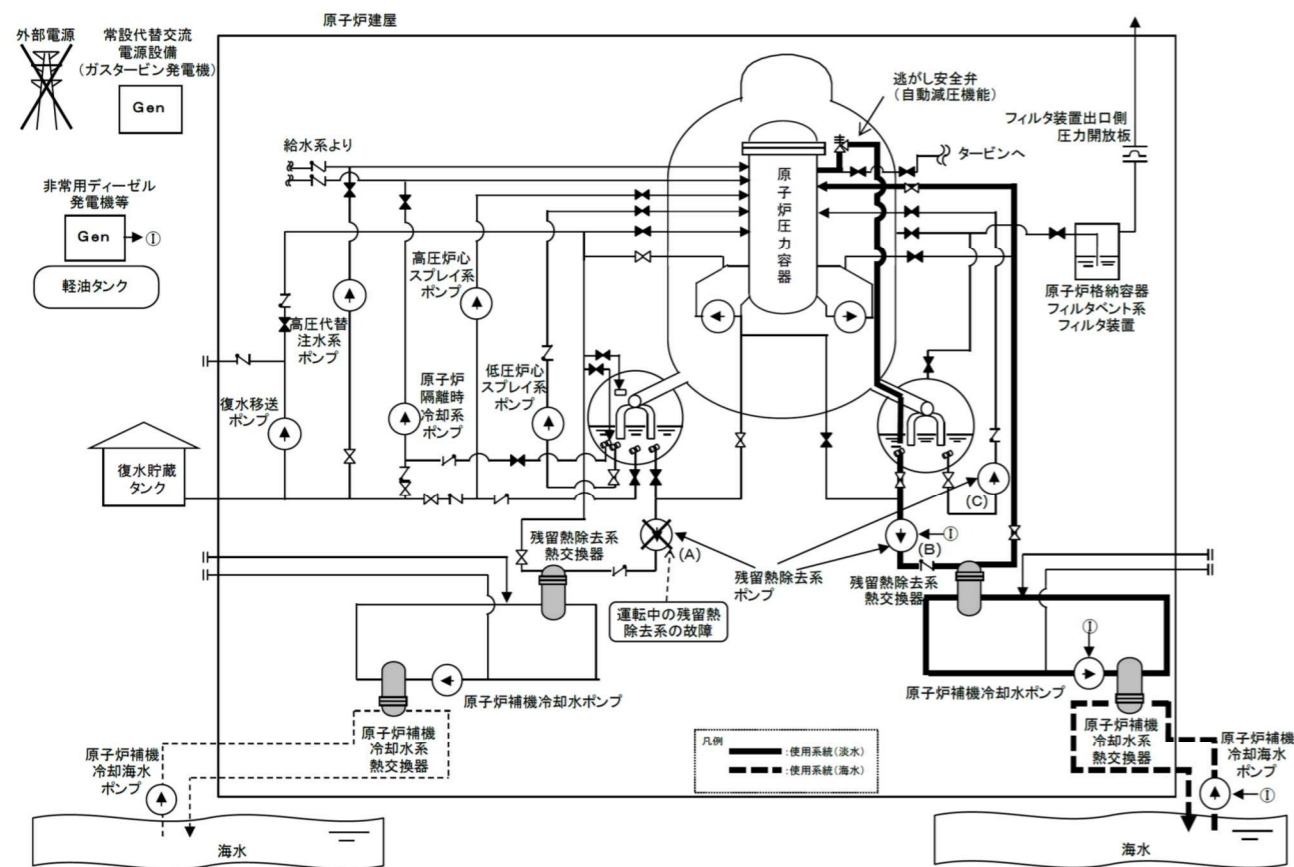 原子炉建屋
外部電源
常設代替交流
電源設備
(ガスタービン発電機)
Gen
非常用ディーゼル
発電機等
Gen
Ⓘ
軽油タンク
給水系より
逃がし安全弁
(自動減圧機能)
タービンへ
フィルタ装置出口側
圧力開放板
原子炉圧力容器
原子炉格納容器
フィルタベント系
フィルタ装置
高圧代替
注水系
ポンプ
高圧炉心
スプレイ系
ポンプ
原子炉
隔離時
冷却系
ポンプ
低圧炉心
スプレイ系
ポンプ
復水移送
ポンプ
復水貯蔵
タンク
残留熱除去系
熱交換器
(A)
運転中の残留熱
除去系の故障
残留熱除去系
ポンプ
(C)
Ⓘ
(B)
残留熱除去系
熱交換器
原子炉補機冷却水ポンプ
Ⓘ
原子炉補機冷却水ポンプ
原子炉補機
冷却水系
熱交換器
原子炉補機
冷却海水
ポンプ
海水
凡例
:使用系統(淡水)
:使用系統(海水)
原子炉補機
冷却水系
熱交換器
原子炉補機
冷却海水
ポンプ
Ⓘ
海水